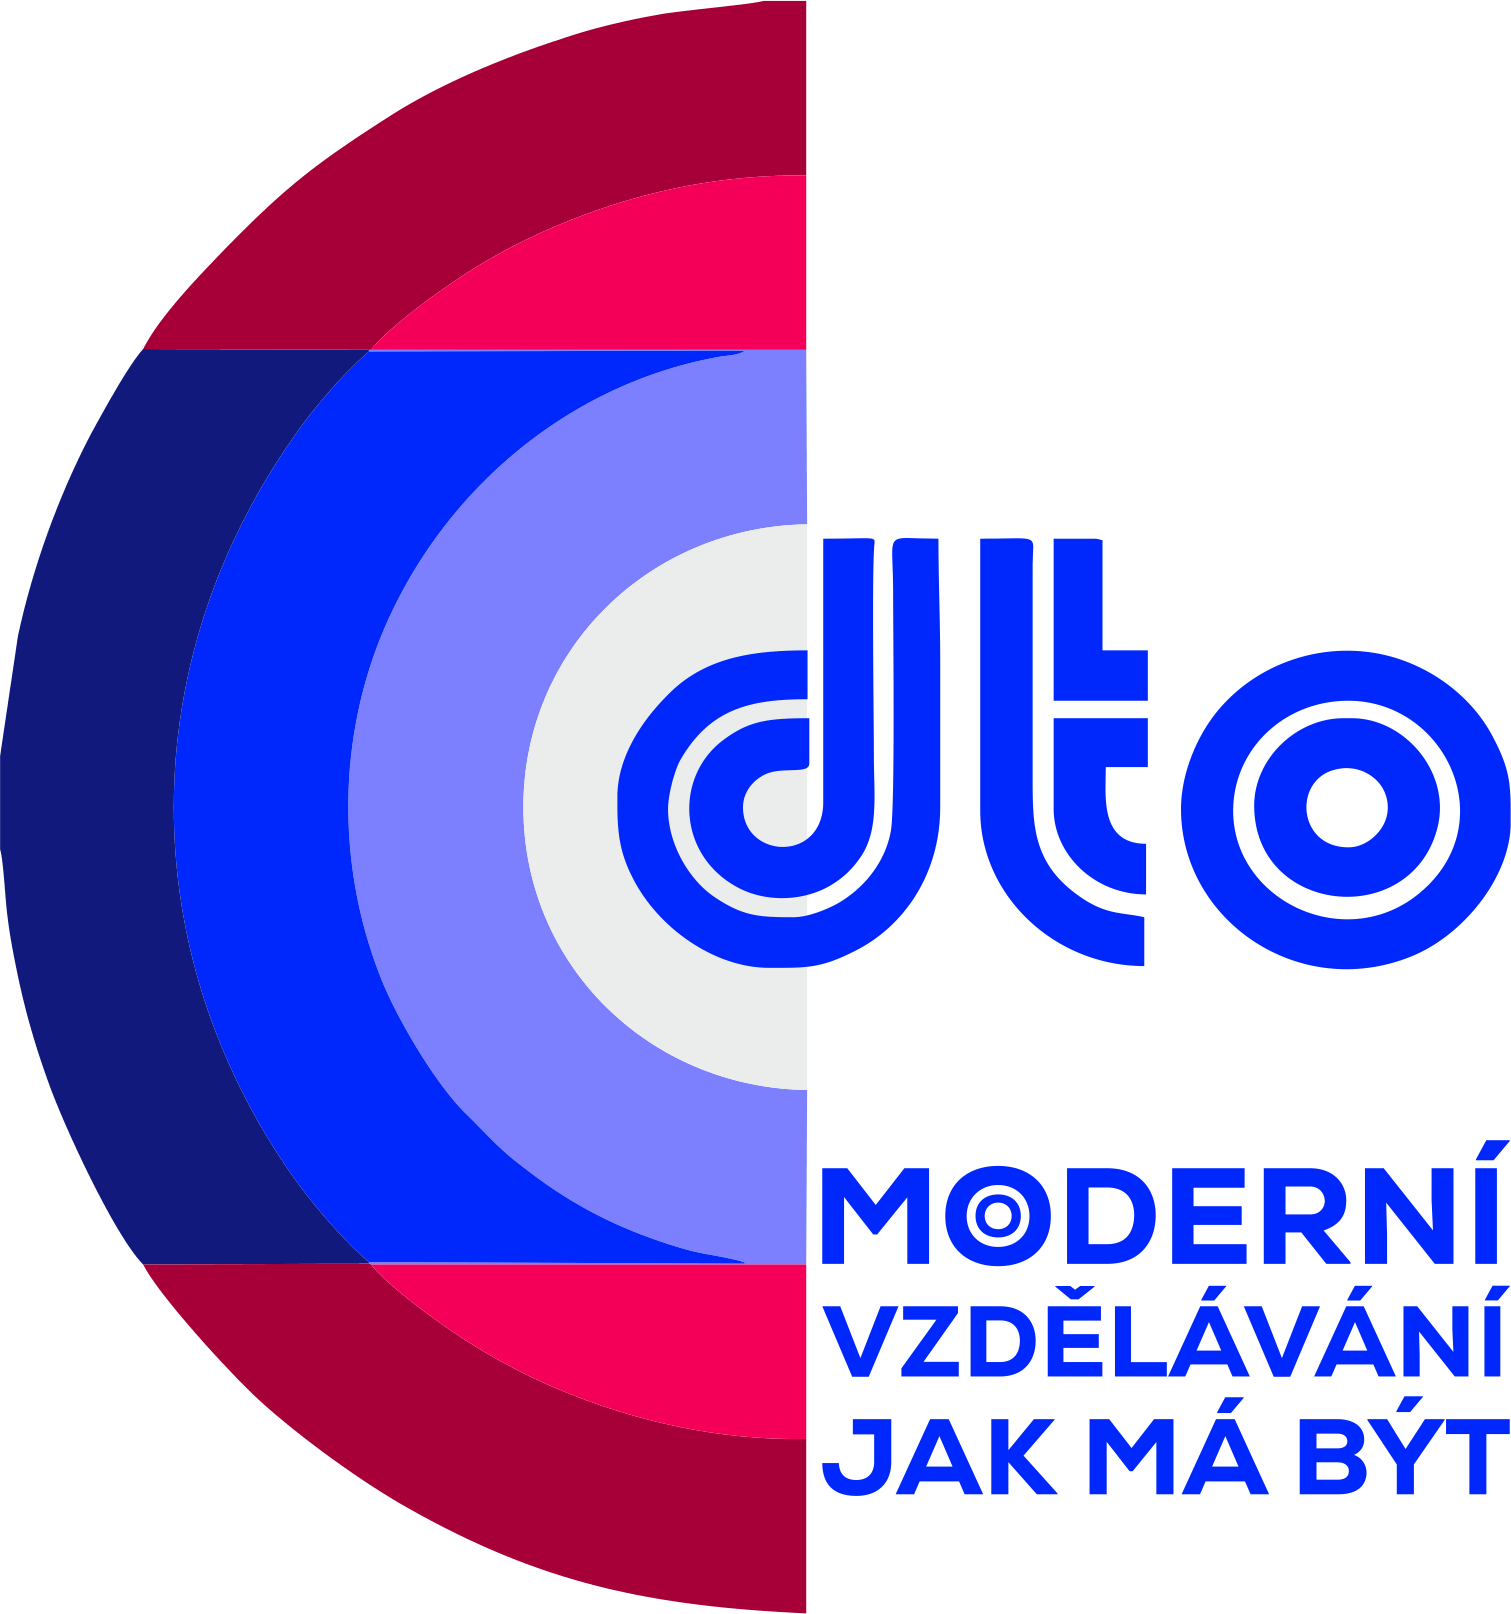 dto
MODERNÍ
VZDĚLÁVÁNÍ
JAK MÁ BÝT